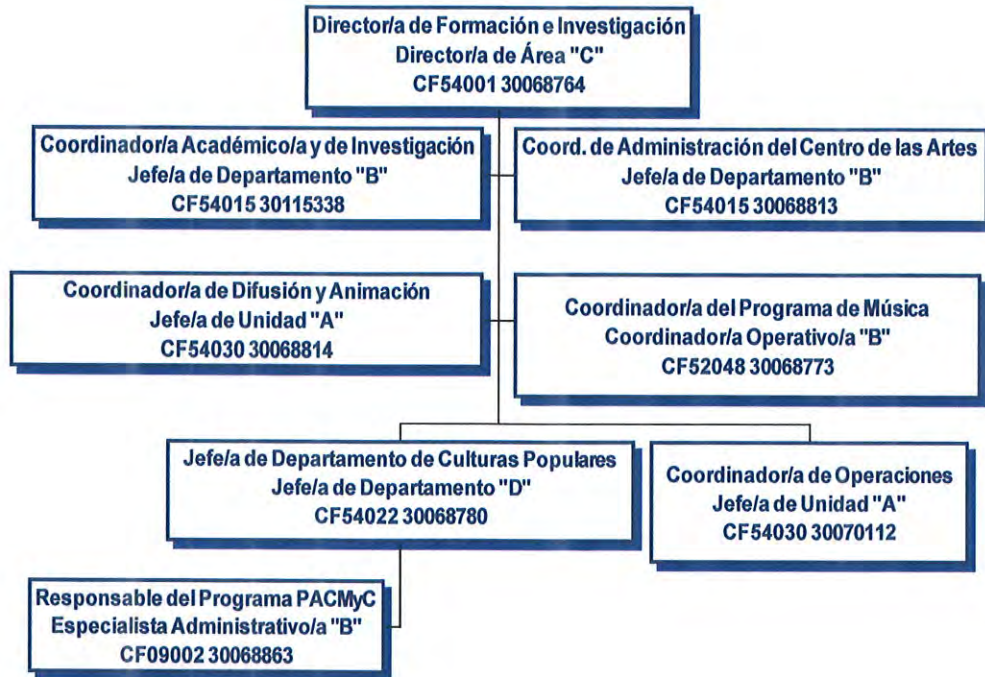 Director/a de Formación e Investigación
Director/a de Área "C"
CF54001 30068764
Coordinador/a Académico/a y de Investigación
Jefe/a de Departamento "B"
CF54015 30115338
Coord. de Administración del Centro de las Artes
Jefe/a de Departamento "B"
CF54015 30068813
Coordinador/a de Difusión y Animación
Jefe/a de Unidad "A"
CF54030 30068814
Coordinador/a del Programa de Música
Coordinador/a Operativo/a "B"
CF52048 30068773
Jefe/a de Departamento de Culturas Populares
Jefe/a de Departamento "D"
CF54022 30068780
Coordinador/a de Operaciones
Jefe/a de Unidad "A"
CF54030 30070112
Responsable del Programa PACMyC
Especialista Administrativo/a "B"
CF09002 30068863